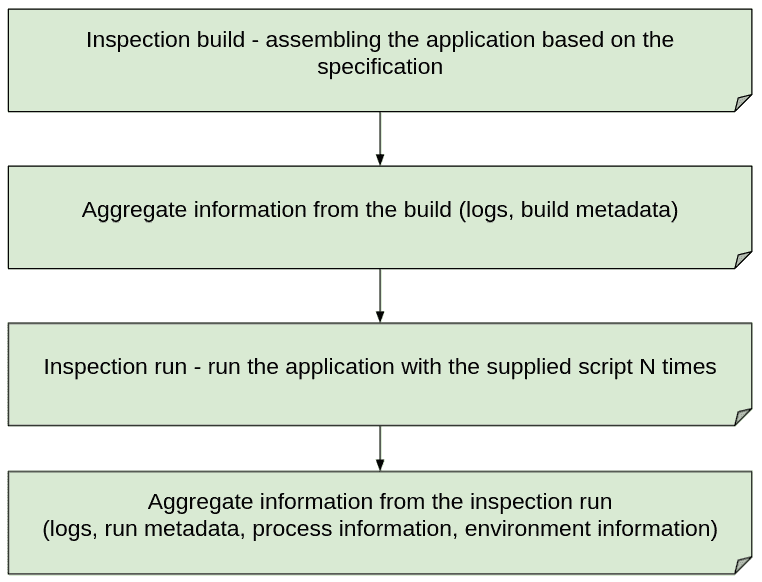 Inspection build - assembling the application based on the
specification
Aggregate information from the build (logs, build metadata)
Inspection run - run the application with the supplied script N times
Aggregate information from the inspection run
(logs, run metadata, process information, environment information)